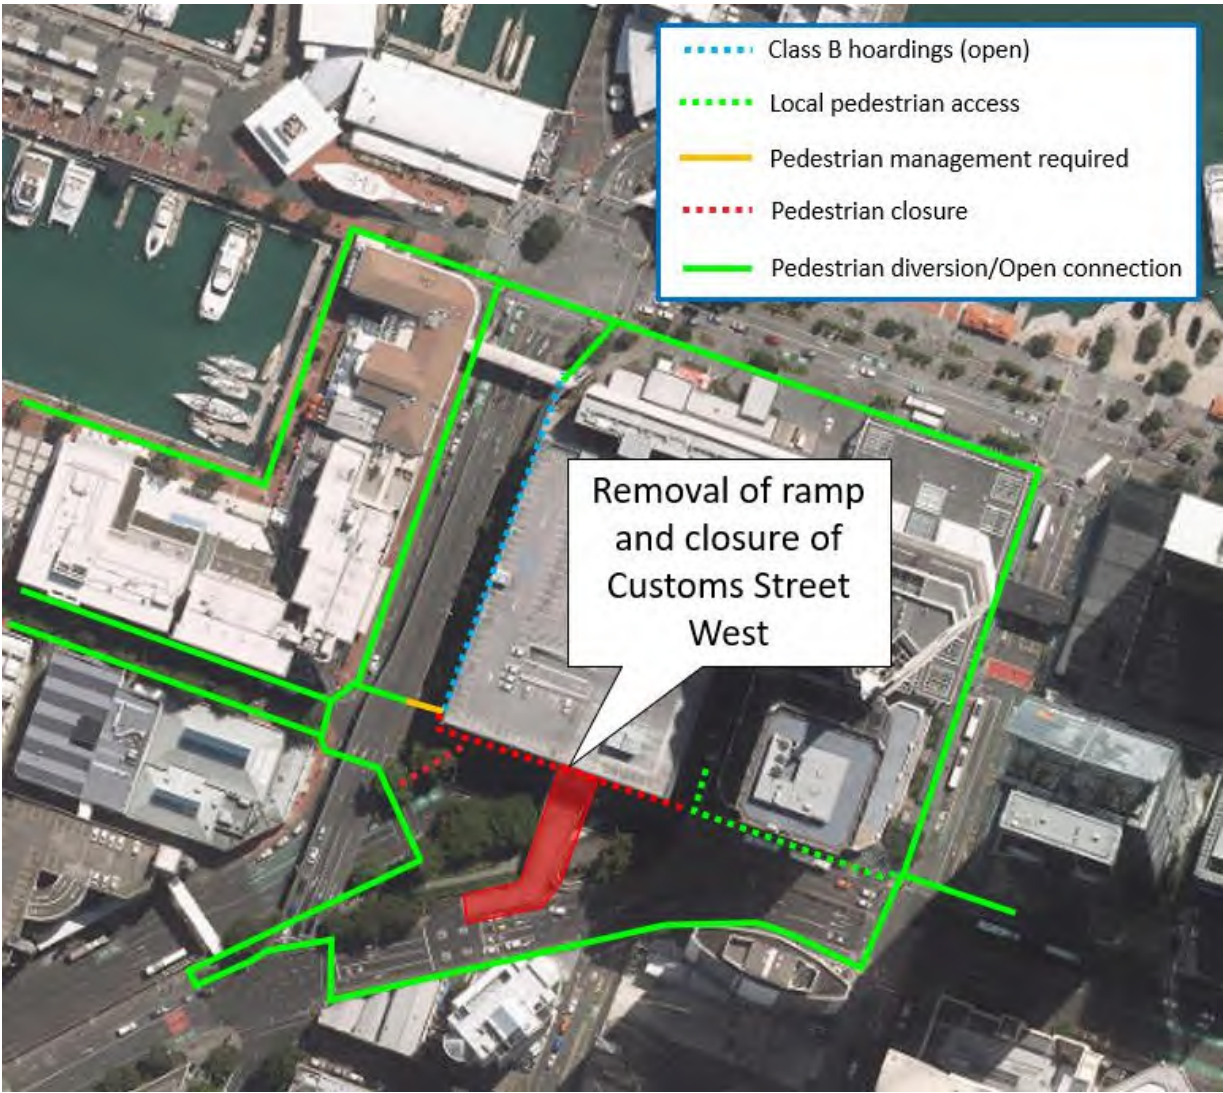 Class B hoardings (open)
Local pedestrian access
Pedestrian management required
Pedestrian closure
Pedestrian diversion/Open connection
Removal of ramp
and closure of
Customs Street
West